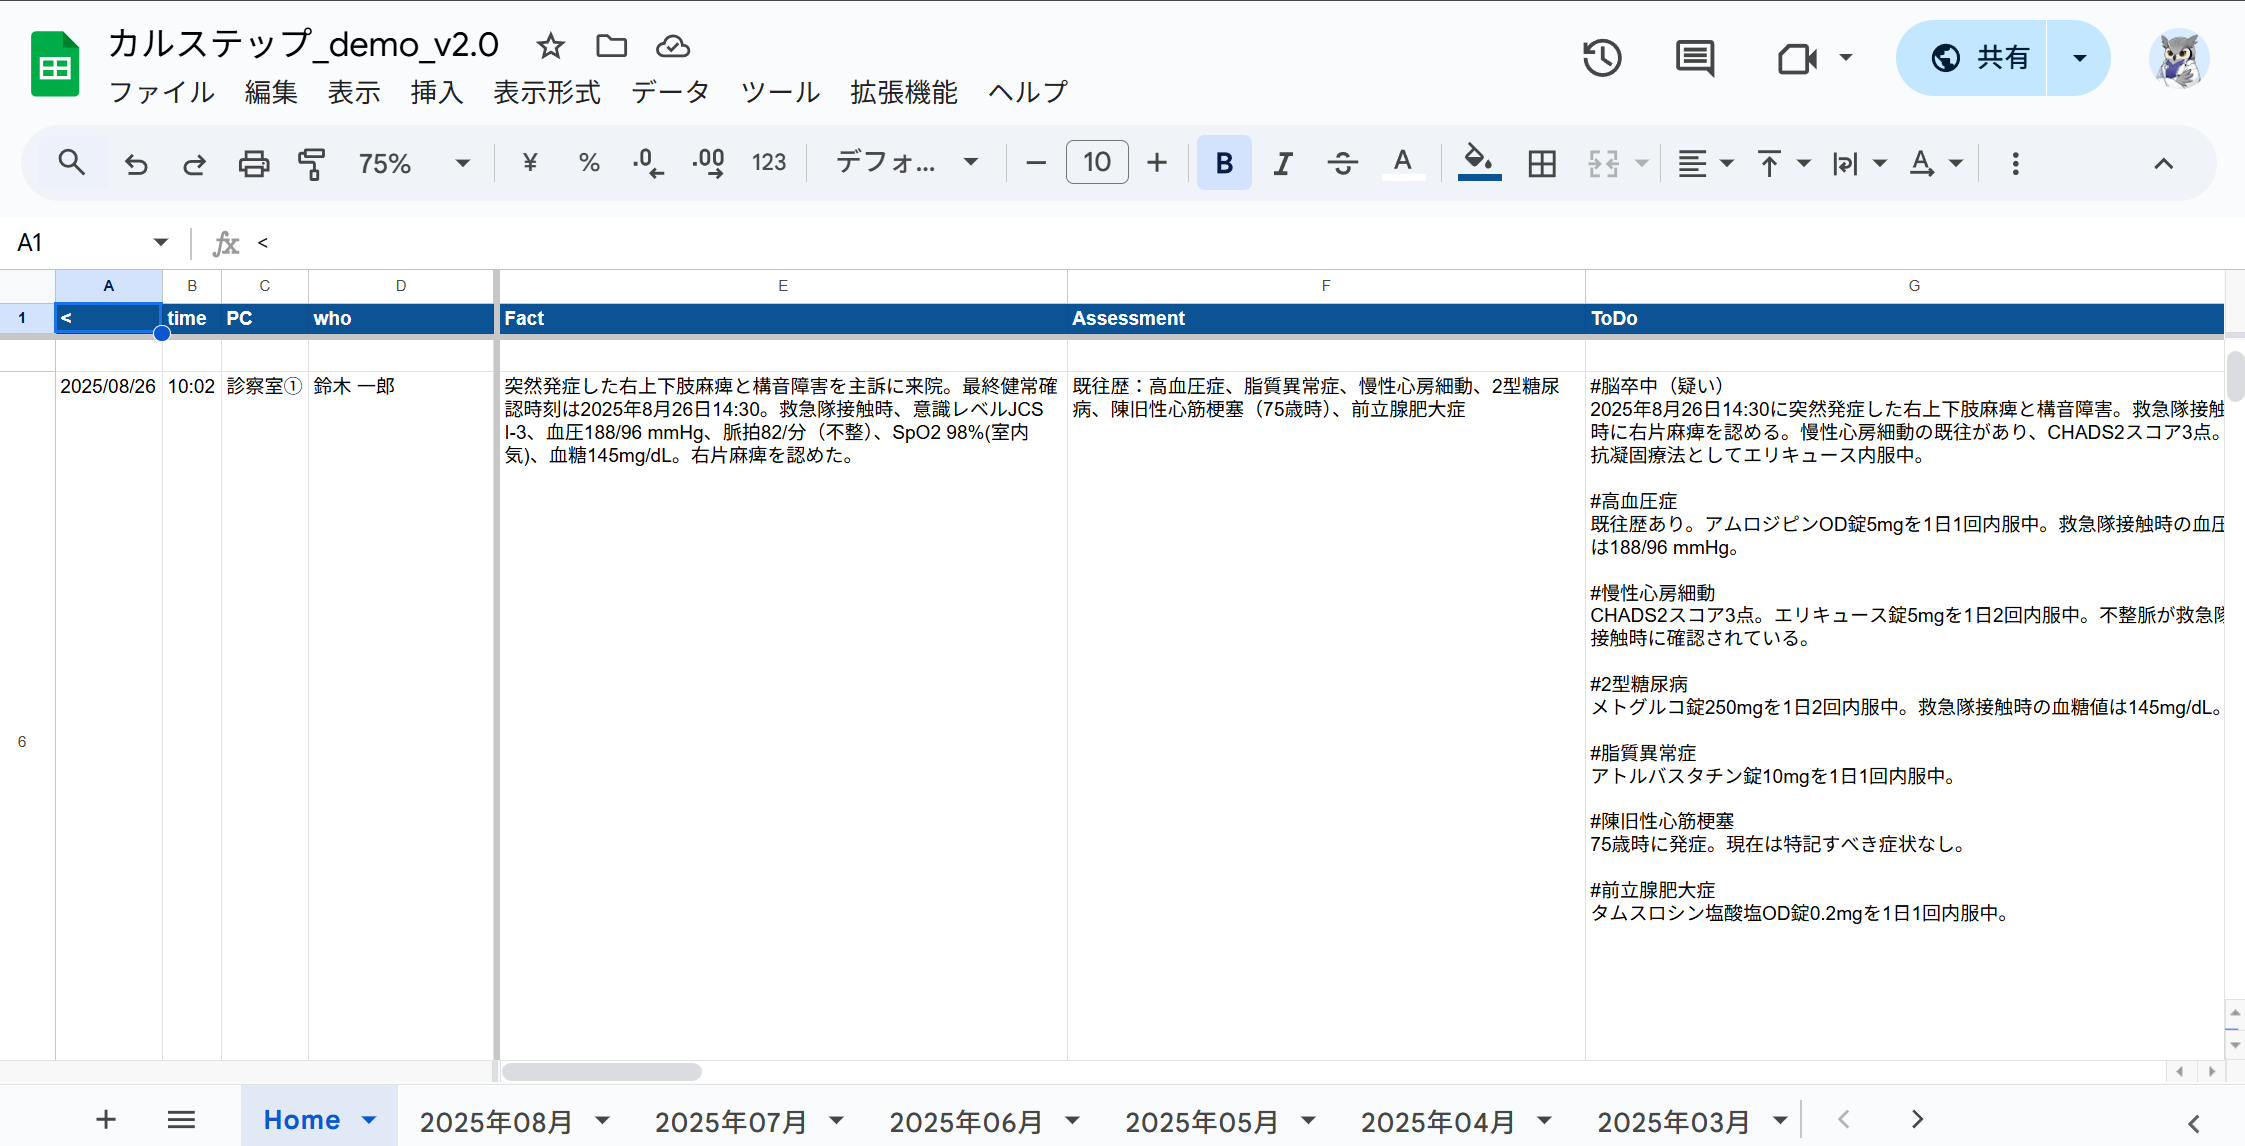 カルステップ_demo_v2.0
ファイル 編集 表示 挿入 表示形式 データ ツール 拡張機能 ヘルプ
共有
75% ¥ % .0 .00 123 デフォ... 10 B I S A A
A1 fx <
A B C D E F G
1 < time PC who Fact Assessment ToDo
6
2025/08/26 10:02 診察室① 鈴木 一郎
突然発症した右上下肢麻痺と構音障害を主訴に来院。最終健常確
認時刻は2025年8月26日14:30。救急隊接触時、意識レベルJCS
I-3、血圧188/96 mmHg、脈拍82/分（不整）、SpO2 98%(室内
気)、血糖145mg/dL。右片麻痺を認めた。
既往歴：高血圧症、脂質異常症、慢性心房細動、2型糖尿
病、陳旧性心筋梗塞（75歳時）、前立腺肥大症
#脳卒中（疑い）
2025年8月26日14:30に突然発症した右上下肢麻痺と構音障害。救急隊接触
時に右片麻痺を認める。慢性心房細動の既往があり、CHADS2スコア3点。
抗凝固療法としてエリキュース内服中。
#高血圧症
既往歴あり。アムロジピンOD錠5mgを1日1回内服中。救急隊接触時の血圧
は188/96 mmHg。
#慢性心房細動
CHADS2スコア3点。エリキュース錠5mgを1日2回内服中。不整脈が救急隊
接触時に確認されている。
#2型糖尿病
メトグルコ錠250mgを1日2回内服中。救急隊接触時の血糖値は145mg/dL。
#脂質異常症
アトルバスタチン錠10mgを1日1回内服中。
#陳旧性心筋梗塞
75歳時に発症。現在は特記すべき症状なし。
#前立腺肥大症
タムスロシン塩酸塩OD錠0.2mgを1日1回内服中。
Home 2025年08月 2025年07月 2025年06月 2025年05月 2025年04月 2025年03月